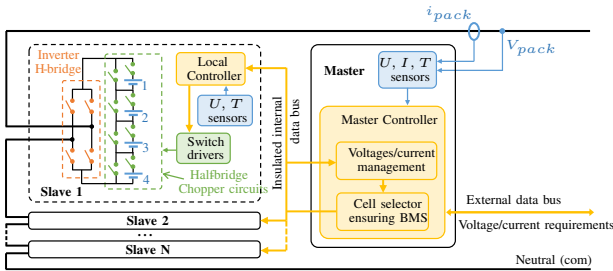 i_pack
V_pack
Inverter
H-bridge
1
2
3
4
Local
Controller
U, T
sensors
Switch
drivers
Halfbridge
Chopper circuits
Slave 1
Insulated internal
data bus
Master
U, I, T
sensors
Master Controller
Voltages/current
management
Cell selector
ensuring BMS
External data bus
Voltage/current requirements
Slave 2
...
Slave N
Neutral (com)